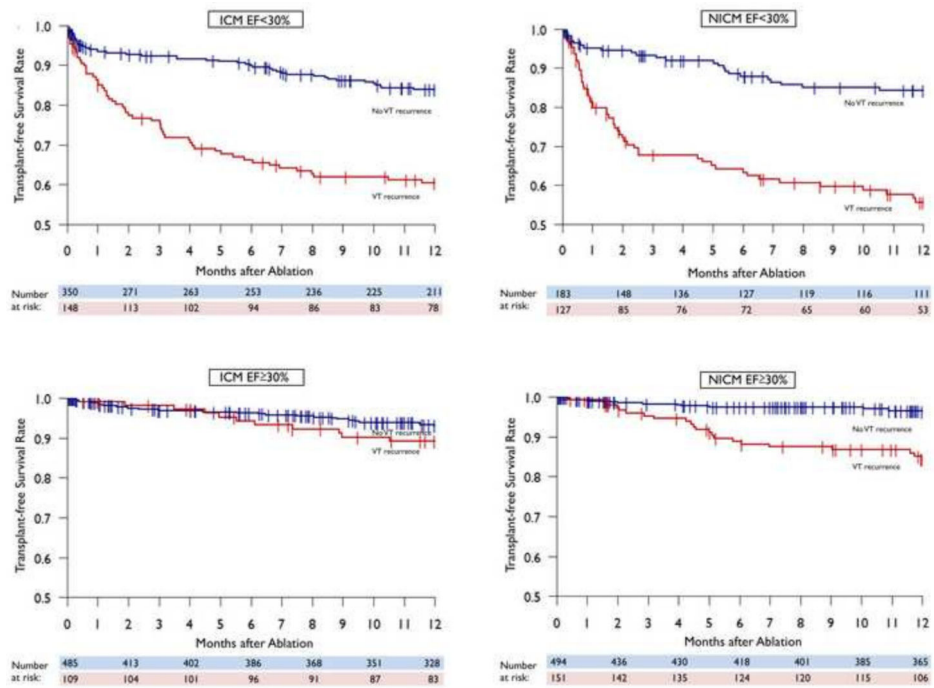 ICM EF<30%
Transplant-free Survival Rate
1.0
0.9
0.8
0.7
0.6
0.5
No VT recurrence
VT recurrence
0 1 2 3 4 5 6 7 8 9 10 11 12
Months after Ablation
Number at risk:
350 271 263 253 236 225 211
148 113 102 94 86 83 78
NICM EF<30%
Transplant-free Survival Rate
1.0
0.9
0.8
0.7
0.6
0.5
No VT recurrence
VT recurrence
0 1 2 3 4 5 6 7 8 9 10 11 12
Months after Ablation
Number at risk:
183 148 136 127 119 116 111
127 85 76 72 65 60 53
ICM EF≥30%
Transplant-free Survival Rate
1.0
0.9
0.8
0.7
0.6
0.5
No VT recurrence
VT recurrence
0 1 2 3 4 5 6 7 8 9 10 11 12
Months after Ablation
Number at risk:
485 413 402 386 368 351 328
109 104 101 96 91 87 83
NICM EF≥30%
Transplant-free Survival Rate
1.0
0.9
0.8
0.7
0.6
0.5
No VT recurrence
VT recurrence
0 1 2 3 4 5 6 7 8 9 10 11 12
Months after Ablation
Number at risk:
494 436 430 418 401 385 365
151 142 135 124 120 115 106